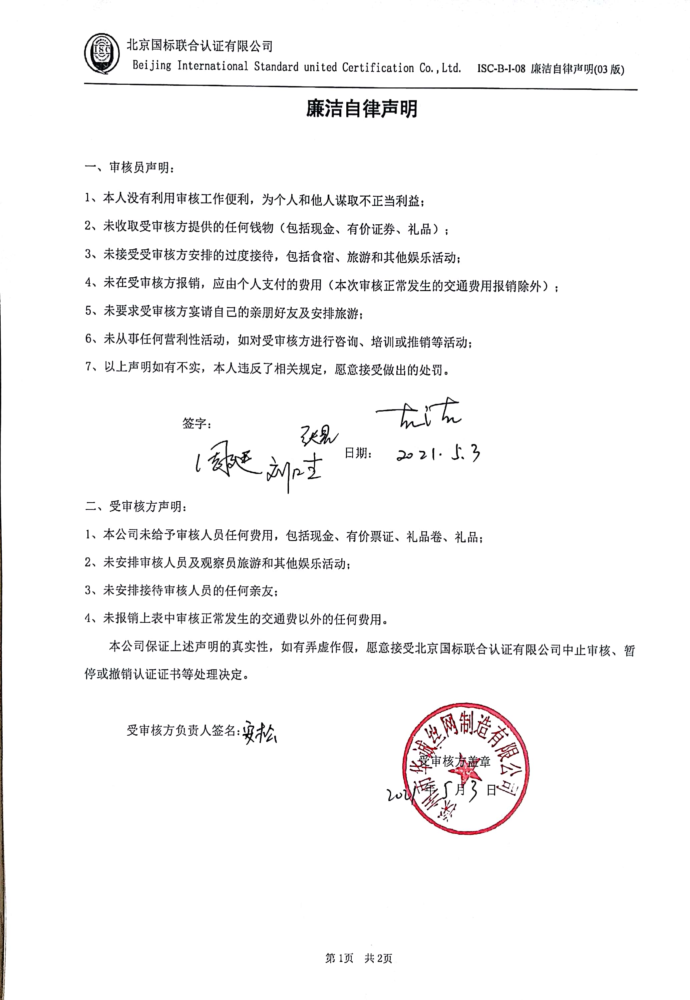 ISC
北京国标联合认证有限公司
Beijing International Standard united Certification Co.,Ltd. ISC-B-I-08 廉洁自律声明(03版)
廉洁自律声明
一、审核员声明：
1、本人没有利用审核工作便利，为个人和他人谋取不正当利益；
2、未收取受审核方提供的任何钱物（包括现金、有价证券、礼品）；
3、未接受受审核方安排的过度接待，包括食宿、旅游和其他娱乐活动；
4、未在受审核方报销，应由个人支付的费用（本次审核正常发生的交通费用报销除外）；
5、未要求受审核方宴请自己的亲朋好友及安排旅游；
6、未从事任何营利性活动，如对受审核方进行咨询、培训或推销等活动；
7、以上声明如有不实，本人违反了相关规定，愿意接受做出的处罚。
签字：
日期： 2021.5.3
二、受审核方声明：
1、本公司未给予审核人员任何费用，包括现金、有价票证、礼品卷、礼品；
2、未安排审核人员及观察员旅游和其他娱乐活动；
3、未安排接待审核人员的任何亲友；
4、未报销上表中审核正常发生的交通费以外的任何费用。
本公司保证上述声明的真实性，如有弄虚作假，愿意接受北京国标联合认证有限公司中止审核、暂
停或撤销认证证书等处理决定。
受审核方负责人签名：安松
深州市华诚丝网制造有限公司
受审核方盖章
2021年5月3日
第1页 共2页